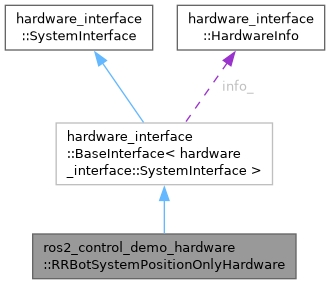 hardware_interface
::SystemInterface
hardware_interface
::HardwareInfo
info_
hardware_interface
::BaseInterface< hardware
_interface::SystemInterface >
ros2_control_demo_hardware
::RRBotSystemPositionOnlyHardware